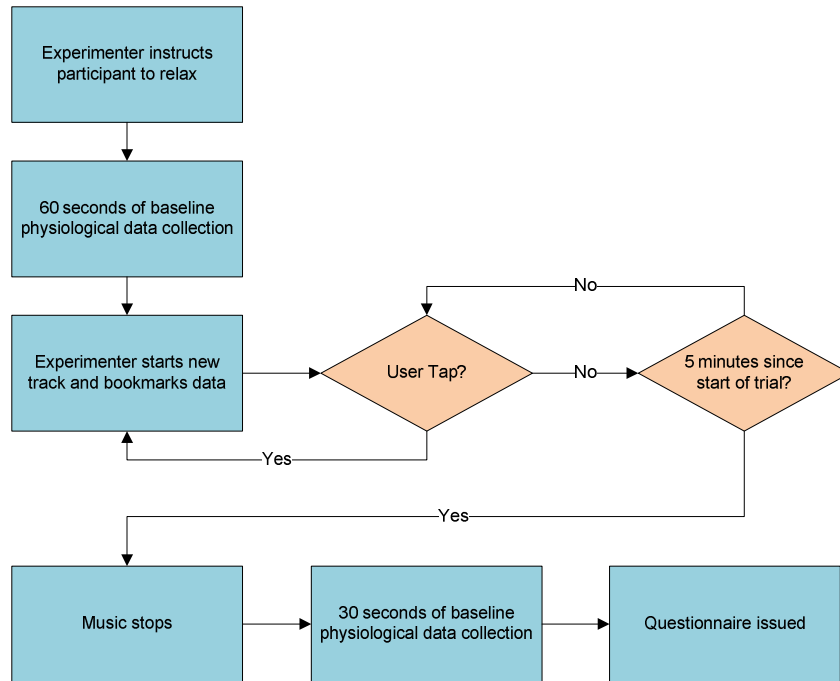 Experimenter instructs
participant to relax
60 seconds of baseline
physiological data collection
Experimenter starts new
track and bookmarks data
User Tap?
No
5 minutes since
start of trial?
No
Yes
Yes
Music stops
30 seconds of baseline
physiological data collection
Questionnaire issued